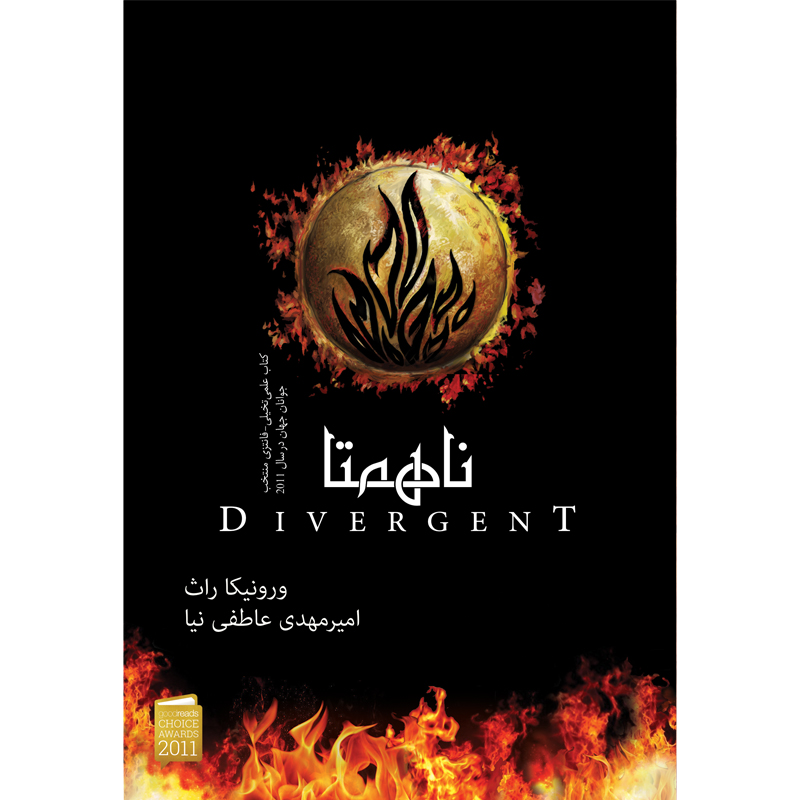 کتاب علمی‌تخیلی-فانتزی منتخب
جوانان جهان در سال 2011
ناهمتا
DIVERGENT
ورونیکا راث
امیرمهدی عاطفی نیا
goodreads
CHOICE
AWARDS
2011